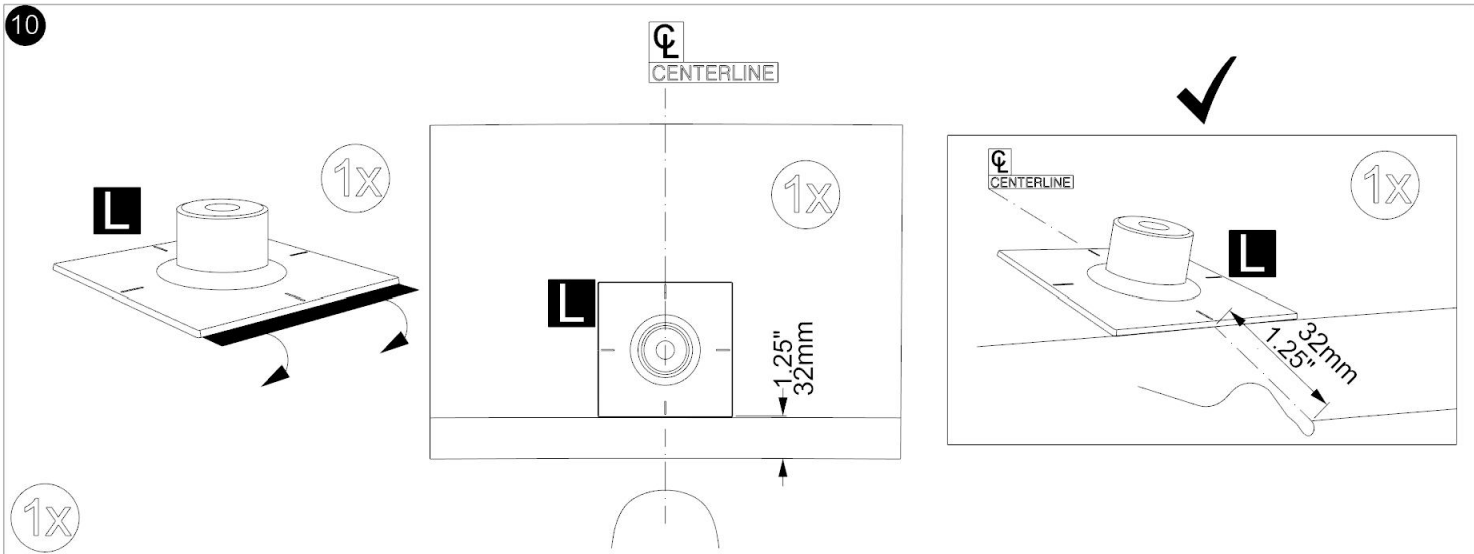 10
℄
CENTERLINE
1x
L
1x
L
1.25"
32mm
℄
CENTERLINE
1x
L
32mm
1.25"
1x